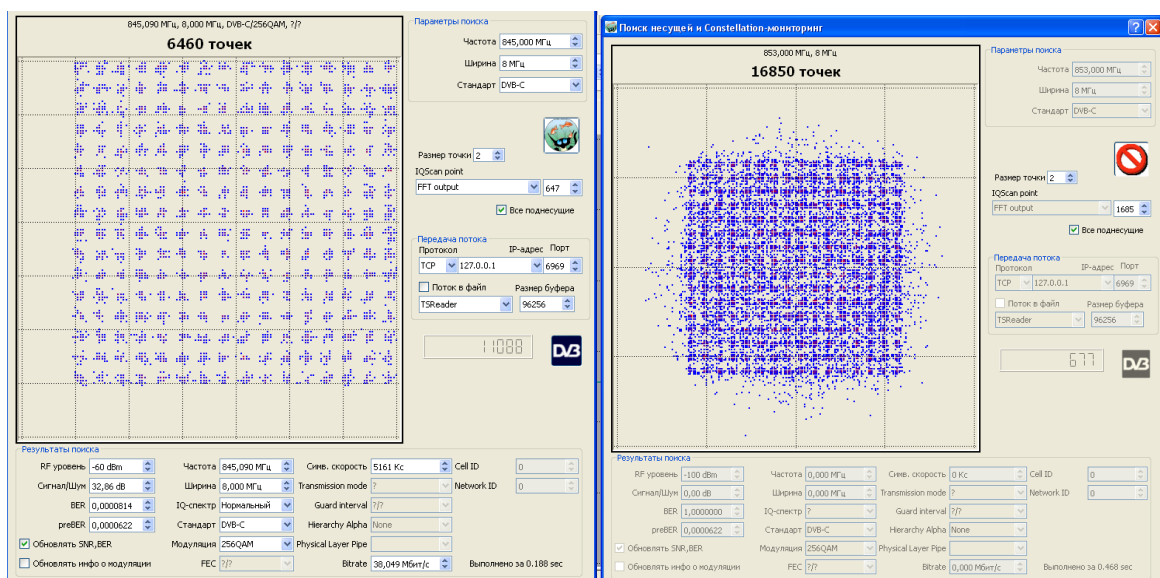 845,090 МГц, 8,000 МГц, DVB-C/256QAM, ?/?
6460 точек
Параметры поиска
Частота 845,000 МГц
Ширина 8 МГц
Стандарт DVB-C
Размер точки 2
IQScan point
FFT output 647
Все поднесущие
Передача потока
Протокол IP-адрес Порт
TCP 127.0.0.1 6969
Поток в файл Размер буфера
TSReader 96256
11088
DVB
Результаты поиска
RF уровень -60 dBm Частота 845,090 МГц Симв. скорость 5161 Kc Cell ID 0
Сигнал/Шум 32,86 dB Ширина 8,000 МГц Transmission mode ? Network ID 0
BER 0,0000814 IQ-спектр Нормальный Guard interval ?/?
preBER 0,0000622 Стандарт DVB-C Hierarchy Alpha None
Обновлять SNR,BER Модуляция 256QAM Physical Layer Pipe
Обновлять инфо о модуляции FEC ?/? Bitrate 38,049 Мбит/с Выполнено за 0.188 sec
Поиск несущей и Constellation-мониторинг
853,000 МГц, 8 МГц
16850 точек
Параметры поиска
Частота 853,000 МГц
Ширина 8 МГц
Стандарт DVB-C
Размер точки 2
IQScan point
FFT output 1685
Все поднесущие
Передача потока
Протокол IP-адрес Порт
TCP 127.0.0.1 6969
Поток в файл Размер буфера
TSReader 96256
677
DVB
Результаты поиска
RF уровень -100 dBm Частота 0,000 МГц Симв. скорость 0 Kc Cell ID 0
Сигнал/Шум 0,00 dB Ширина 0,000 МГц Transmission mode ? Network ID 0
BER 1,0000000 IQ-спектр ? Guard interval ?/?
preBER 0,0000622 Стандарт DVB-C Hierarchy Alpha None
Обновлять SNR,BER Модуляция 256QAM Physical Layer Pipe
Обновлять инфо о модуляции FEC ?/? Bitrate 0,000 Мбит/с Выполнено за 0.468 sec